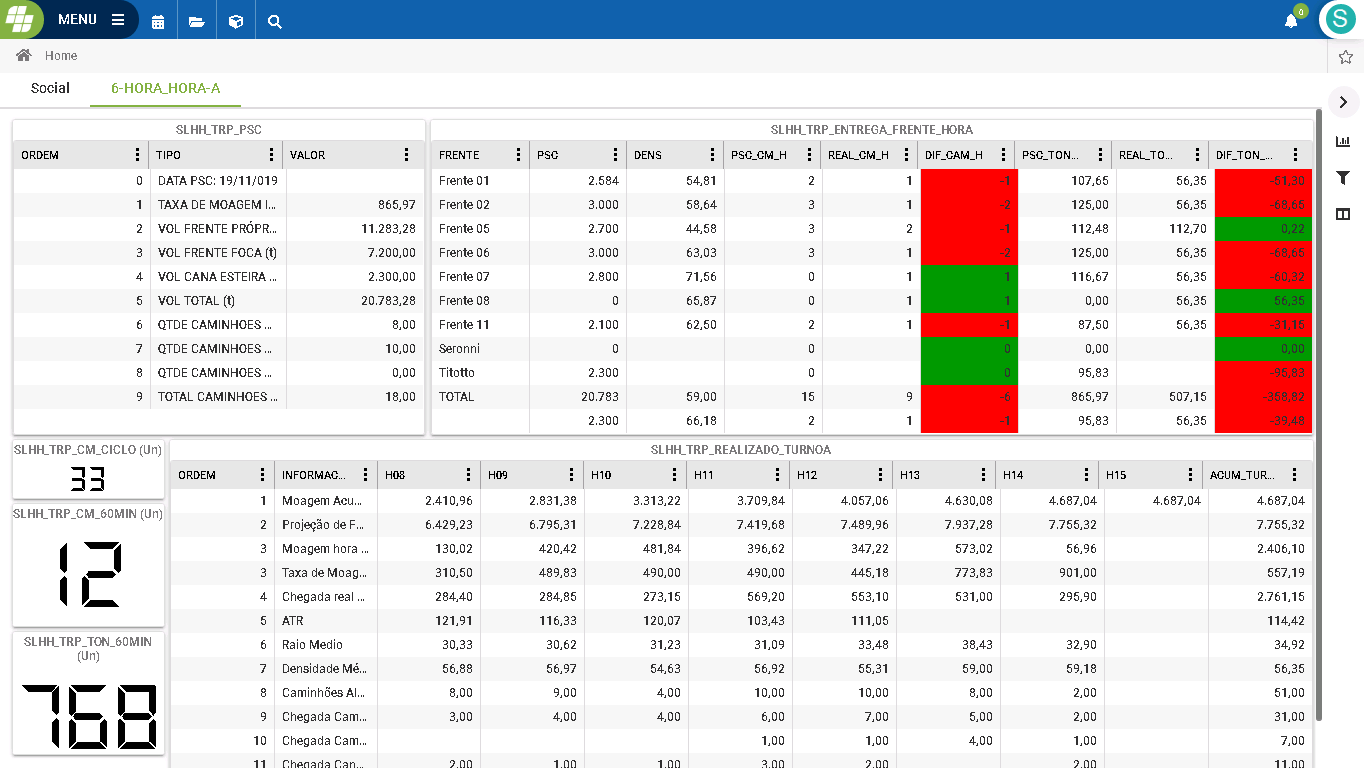 MENU
0
S
Home
Social 6-HORA_HORA-A
SLHH_TRP_PSC
ORDEM TIPO VALOR
0 DATA PSC: 19/11/019
1 TAXA DE MOAGEM I... 865,97
2 VOL FRENTE PRÓPR... 11.283,28
3 VOL FRENTE FOCA (t) 7.200,00
4 VOL CANA ESTEIRA ... 2.300,00
5 VOL TOTAL (t) 20.783,28
6 QTDE CAMINHOES ... 8,00
7 QTDE CAMINHOES ... 10,00
8 QTDE CAMINHOES ... 0,00
9 TOTAL CAMINHOES ... 18,00
SLHH_TRP_ENTREGA_FRENTE_HORA
FRENTE PSC DENS PSC_CM_H REAL_CM_H DIF_CAM_H PSC_TON... REAL_TO... DIF_TON_...
Frente 01 2.584 54,81 2 1 -1 107,65 56,35 -51,30
Frente 02 3.000 58,64 3 1 -2 125,00 56,35 -68,65
Frente 05 2.700 44,58 3 2 -1 112,48 112,70 0,22
Frente 06 3.000 63,03 3 1 -2 125,00 56,35 -68,65
Frente 07 2.800 71,56 0 1 1 116,67 56,35 -60,32
Frente 08 0 65,87 0 1 1 0,00 56,35 56,35
Frente 11 2.100 62,50 2 1 -1 87,50 56,35 -31,15
Seronni 0 0 0 0,00 0,00
Titotto 2.300 0 0 95,83 -95,83
TOTAL 20.783 59,00 15 9 -6 865,97 507,15 -358,82
2.300 66,18 2 1 -1 95,83 56,35 -39,48
SLHH_TRP_CM_CICLO (Un)
33
SLHH_TRP_CM_60MIN (Un)
12
SLHH_TRP_TON_60MIN
(Un)
768
SLHH_TRP_REALIZADO_TURNOA
ORDEM INFORMAC... H08 H09 H10 H11 H12 H13 H14 H15 ACUM_TUR...
1 Moagem Acu... 2.410,96 2.831,38 3.313,22 3.709,84 4.057,06 4.630,08 4.687,04 4.687,04 4.687,04
2 Projeção de F... 6.429,23 6.795,31 7.228,84 7.419,68 7.489,96 7.937,28 7.755,32 7.755,32
3 Moagem hora ... 130,02 420,42 481,84 396,62 347,22 573,02 56,96 2.406,10
3 Taxa de Moag... 310,50 489,83 490,00 490,00 445,18 773,83 901,00 557,19
4 Chegada real ... 284,40 284,85 273,15 569,20 553,10 531,00 295,90 2.761,15
5 ATR 121,91 116,33 120,07 103,43 111,05 114,42
6 Raio Medio 30,33 30,62 31,23 31,09 33,48 38,43 32,90 34,92
7 Densidade Mé... 56,88 56,97 54,63 56,92 55,31 59,00 59,18 56,35
8 Caminhões Al... 8,00 9,00 4,00 10,00 10,00 8,00 2,00 51,00
9 Chegada Cam... 3,00 4,00 4,00 6,00 7,00 5,00 2,00 31,00
10 Chegada Cam... 1,00 1,00 4,00 1,00 7,00
11 Chegada Can... 2,00 1,00 1,00 3,00 2,00 11,00